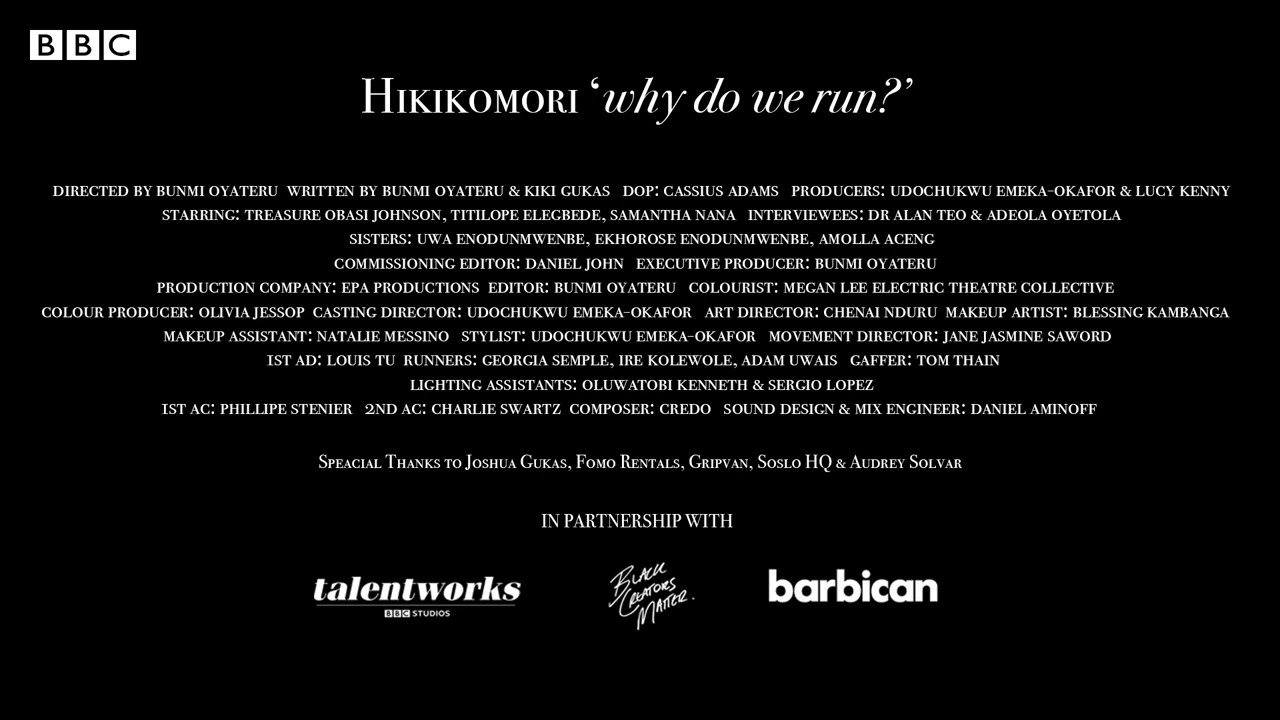 BBC
Hikikomori ‘why do we run?’
DIRECTED BY BUNMI OYATERU WRITTEN BY BUNMI OYATERU & KIKI GUKAS DOP: CASSIUS ADAMS PRODUCERS: UDOCHUKWU EMEKA-OKAFOR & LUCY KENNY
STARRING: TREASURE OBASI JOHNSON, TITILOPE ELEGBEDE, SAMANTHA NANA INTERVIEWEES: DR ALAN TEO & ADEOLA OYETOLA
SISTERS: UWA ENODUNMWENBE, EKHOROSE ENODUNMWENBE, AMOLLA ACENG
COMMISSIONING EDITOR: DANIEL JOHN EXECUTIVE PRODUCER: BUNMI OYATERU
PRODUCTION COMPANY: EPA PRODUCTIONS EDITOR: BUNMI OYATERU COLOURIST: MEGAN LEE ELECTRIC THEATRE COLLECTIVE
COLOUR PRODUCER: OLIVIA JESSOP CASTING DIRECTOR: UDOCHUKWU EMEKA-OKAFOR ART DIRECTOR: CHENAI NDURU MAKEUP ARTIST: BLESSING KAMBANGA
MAKEUP ASSISTANT: NATALIE MESSINO STYLIST: UDOCHUKWU EMEKA-OKAFOR MOVEMENT DIRECTOR: JANE JASMINE SAWORD
1ST AD: LOUIS TU RUNNERS: GEORGIA SEMPLE, IRE KOLEWOLE, ADAM UWAIS GAFFER: TOM THAIN
LIGHTING ASSISTANTS: OLUWATOBI KENNETH & SERGIO LOPEZ
1ST AC: PHILLIPE STENIER 2ND AC: CHARLIE SWARTZ COMPOSER: CREDO SOUND DESIGN & MIX ENGINEER: DANIEL AMINOFF
Speacial Thanks to Joshua Gukas, Fomo Rentals, Gripvan, Soslo HQ & Audrey Solvar
IN PARTNERSHIP WITH
talentworks
BBC STUDIOS
BLACK
CREATORS
MATTER.
barbican